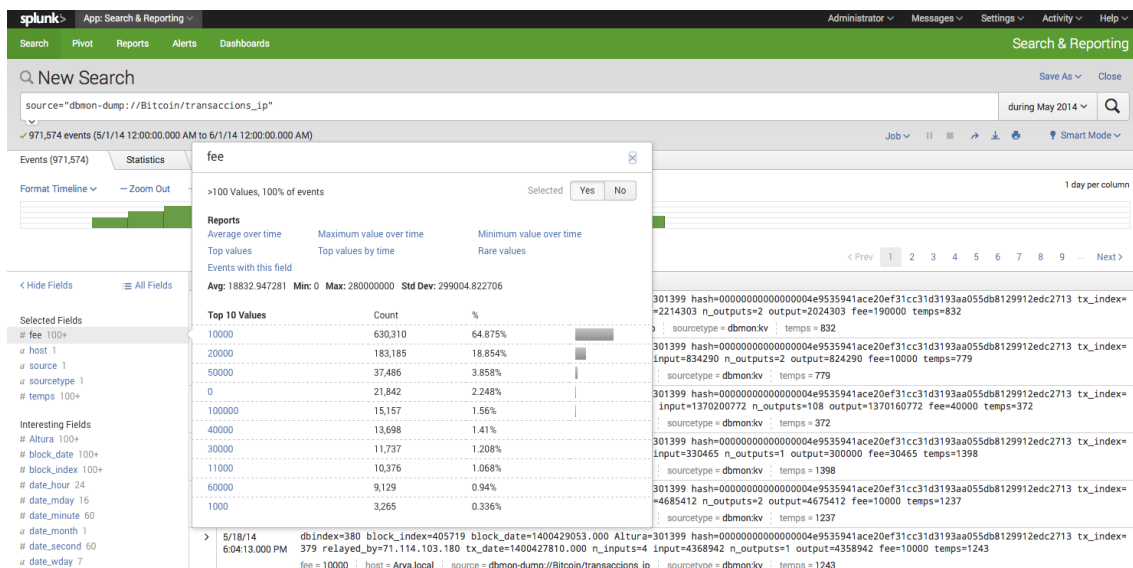 splunk> App: Search & Reporting Administrator Messages Settings Activity Help
Search Pivot Reports Alerts Dashboards Search & Reporting
New Search Save As Close
source="dbmon-dump://Bitcoin/transaccions_ip" during May 2014
971,574 events (5/1/14 12:00:00.000 AM to 6/1/14 12:00:00.000 AM) Job Smart Mode
Events (971,574) Statistics
Format Timeline — Zoom Out 1 day per column
fee
>100 Values, 100% of events Selected Yes No
Reports
Average over time Maximum value over time Minimum value over time
Top values Top values by time Rare values
Events with this field
Avg: 18832.947281 Min: 0 Max: 280000000 Std Dev: 299004.822706
Top 10 Values Count %
10000 630,310 64.875%
20000 183,185 18.854%
50000 37,486 3.858%
0 21,842 2.248%
100000 15,157 1.56%
40000 13,698 1.41%
30000 11,737 1.208%
11000 10,376 1.068%
60000 9,129 0.94%
1000 3,265 0.336%
< Prev 1 2 3 4 5 6 7 8 9 ... Next >
< Hide Fields All Fields
Selected Fields
# fee 100+
a host 1
a source 1
a sourcetype 1
# temps 100+
Interesting Fields
# Altura 100+
# block_date 100+
# block_index 100+
# date_hour 24
# date_mday 16
# date_minute 60
a date_month 1
# date_second 60
a date_wday 7
301399 hash=00000000000000004e9535941ace20ef31cc31d3193aa055db8129912edc2713 tx_index=
=2214303 n_outputs=2 output=2024303 fee=190000 temps=832
sourcetype = dbmon:kv temps = 832
301399 hash=00000000000000004e9535941ace20ef31cc31d3193aa055db8129912edc2713 tx_index=
input=834290 n_outputs=2 output=824290 fee=10000 temps=779
sourcetype = dbmon:kv temps = 779
301399 hash=00000000000000004e9535941ace20ef31cc31d3193aa055db8129912edc2713 tx_index=
input=1370200772 n_outputs=108 output=1370160772 fee=40000 temps=372
sourcetype = dbmon:kv temps = 372
301399 hash=00000000000000004e9535941ace20ef31cc31d3193aa055db8129912edc2713 tx_index=
input=330465 n_outputs=1 output=300000 fee=30465 temps=1398
sourcetype = dbmon:kv temps = 1398
301399 hash=00000000000000004e9535941ace20ef31cc31d3193aa055db8129912edc2713 tx_index=
=4685412 n_outputs=2 output=4675412 fee=10000 temps=1237
sourcetype = dbmon:kv temps = 1237
> 5/18/14 dbindex=380 block_index=405719 block_date=1400429053.000 Altura=301399 hash=00000000000000004e9535941ace20ef31cc31d3193aa055db8129912edc2713 tx_index=
6:04:13.000 PM 379 relayed_by=71.114.103.180 tx_date=1400427810.000 n_inputs=4 input=4368942 n_outputs=1 output=4358942 fee=10000 temps=1243
fee = 10000 host = Arya.local source = dbmon-dump://Bitcoin/transaccions_ip sourcetype = dbmon:kv temps = 1243